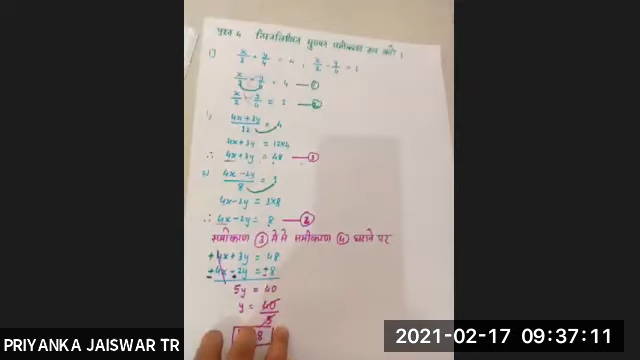 प्रश्न 4 निम्नलिखित युगपत समीकरण हल करो ।
1) x/3 + y/4 = 4 , x/2 - y/4 = 1
x/3 + y/4 = 4 — ①
x/2 - y/4 = 1 — ②
4x+3y/12 = 4
4x+3y = 12×4
∴ 4x+3y = 48 — ③
2) 4x-2y/8 = 1
4x-2y = 1×8
∴ 4x-2y = 8 — ④
समीकरण ③ में से समीकरण ④ घटाने पर
+4x+3y = 48
+4x-2y = ±8
5y = 40
y = 40/5
8
PRIYANKA JAISWAR TR
2021-02-17 09:37:11